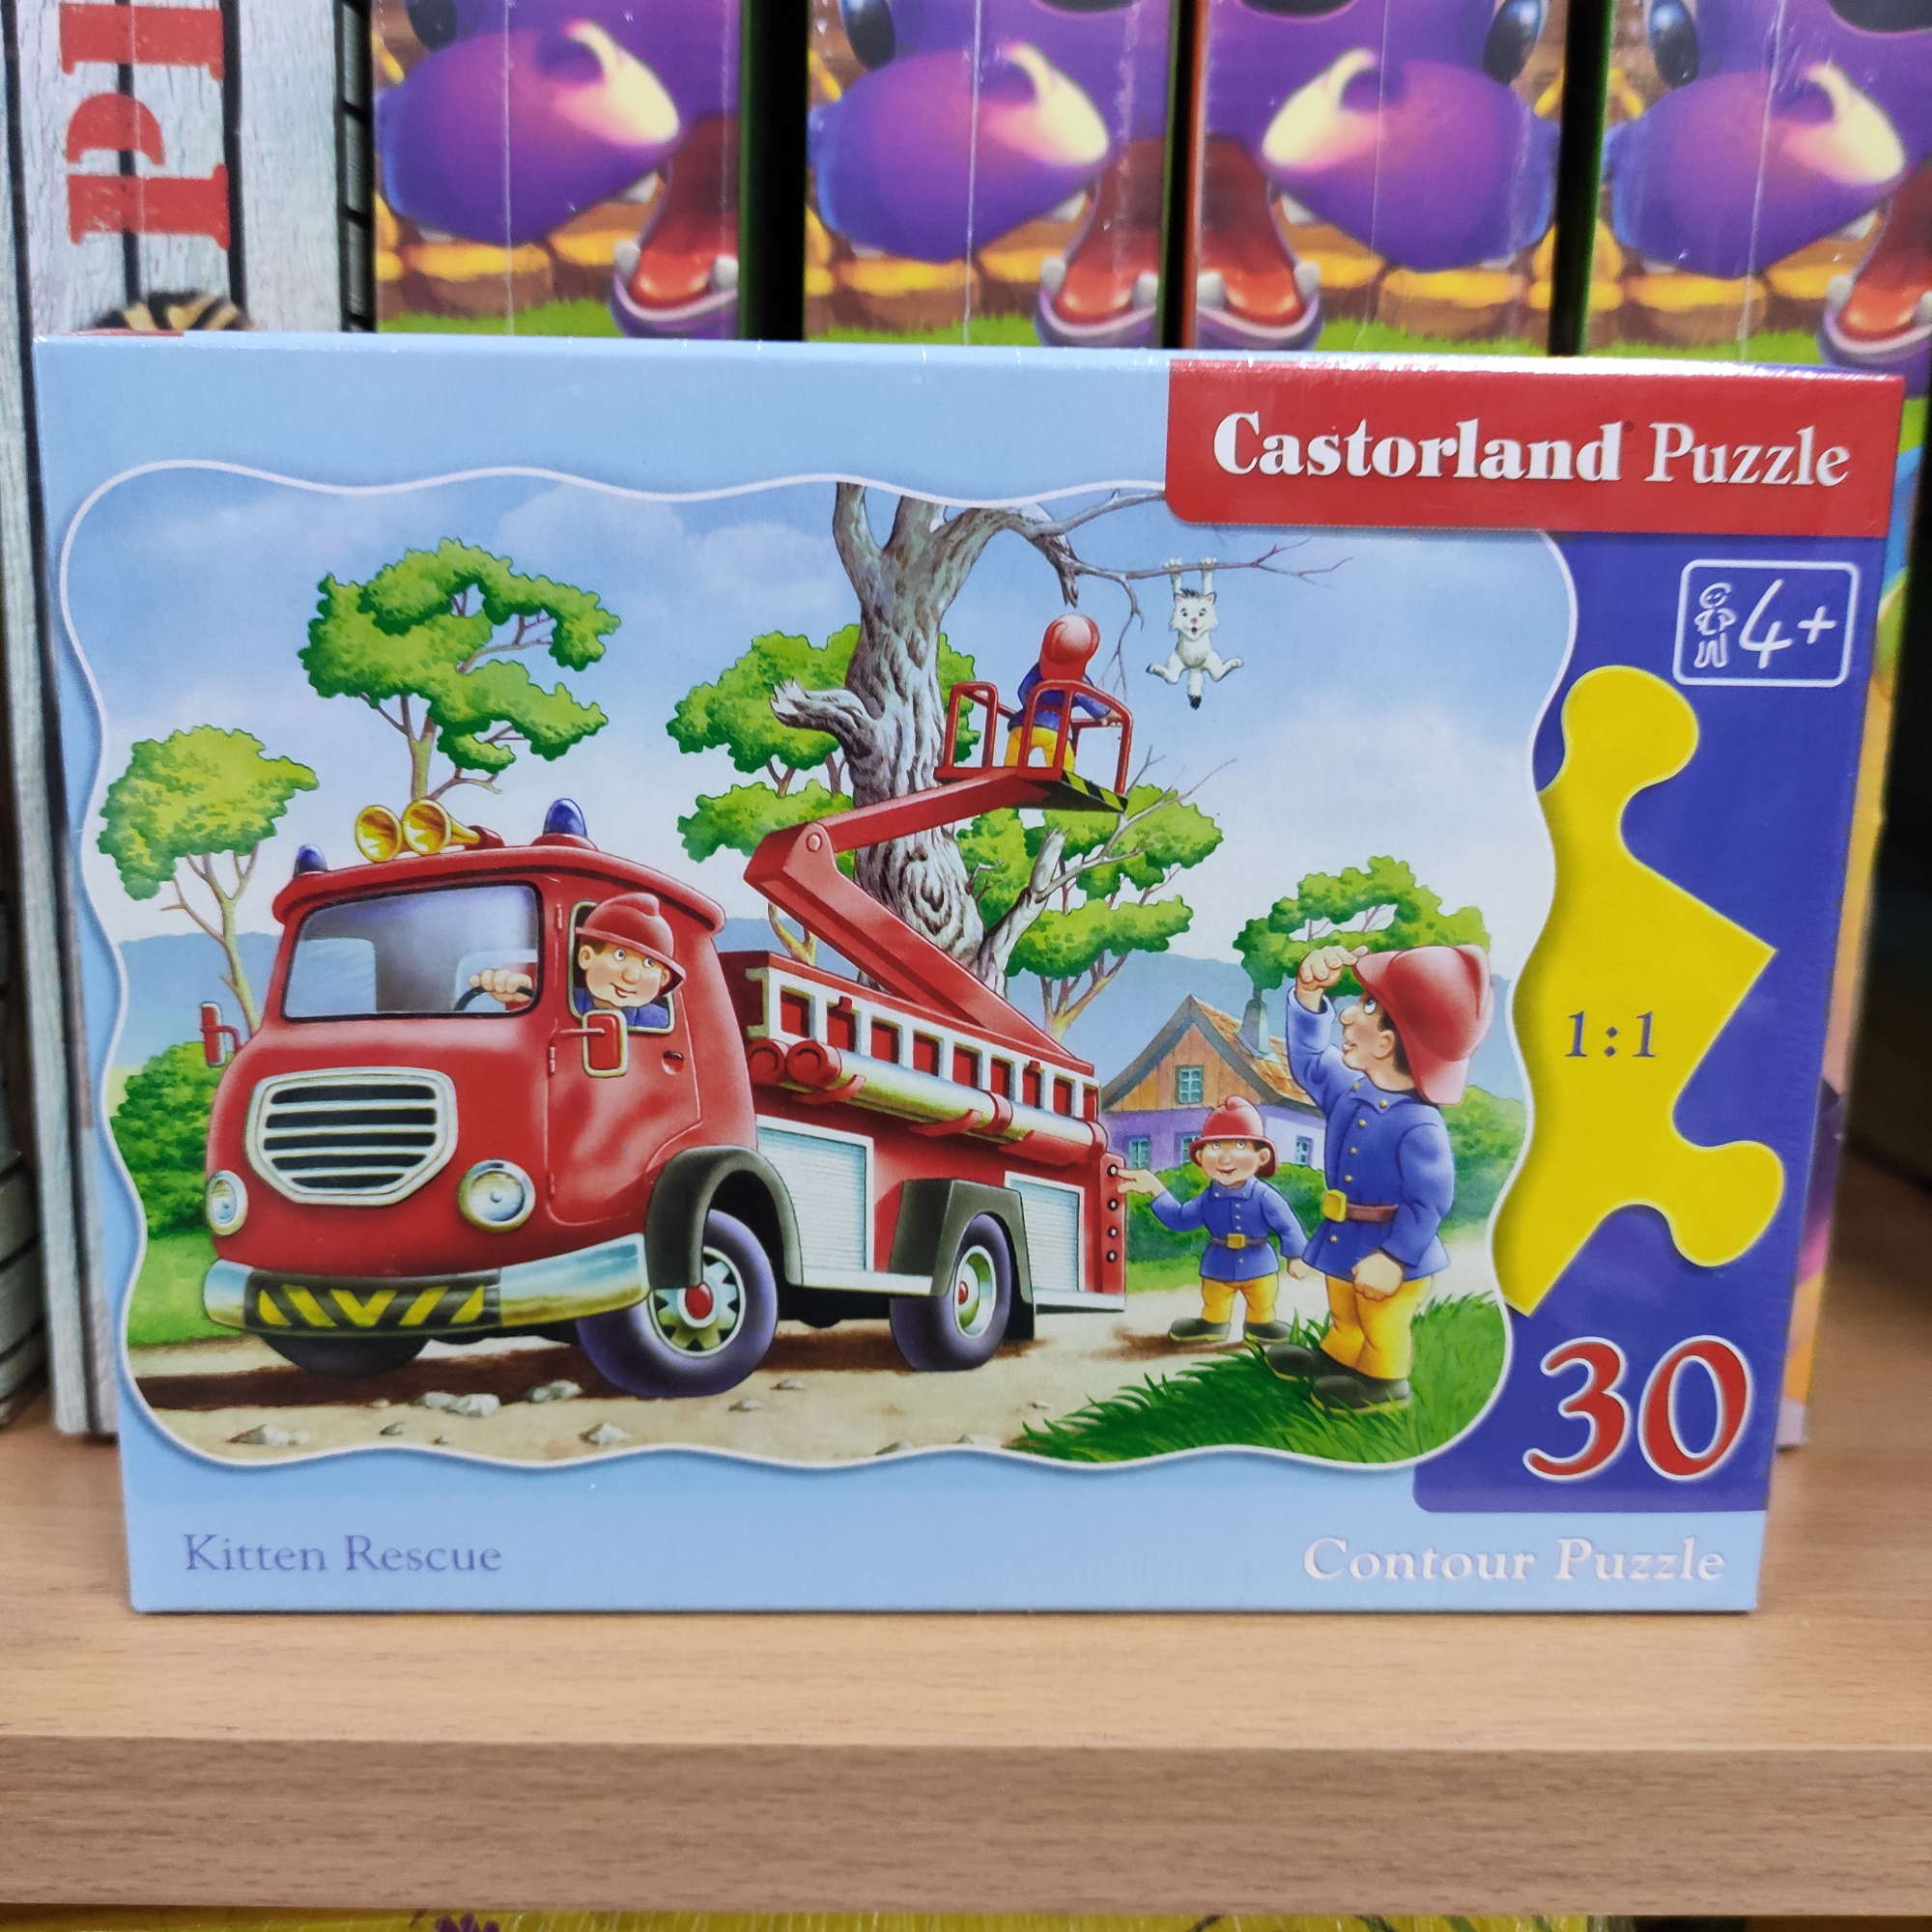 Castorland Puzzle
4+
1:1
30
Kitten Rescue
Contour Puzzle